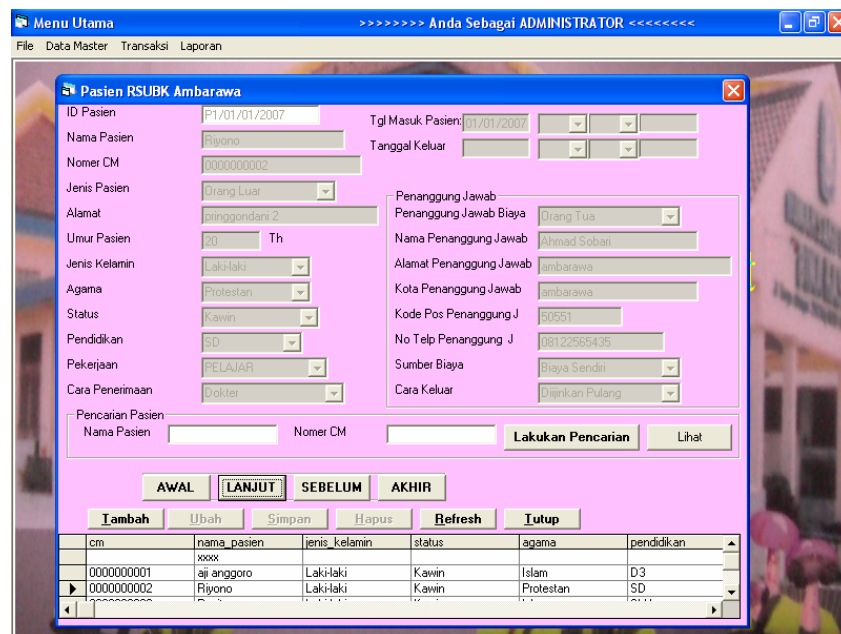 Menu Utama >>>>>>>> Anda Sebagai ADMINISTRATOR <<<<<<<<
File Data Master Transaksi Laporan
Pasien RSUBK Ambarawa
ID Pasien P1/01/01/2007
Tgl Masuk Pasien: 01/01/2007
Nama Pasien Riyono
Tanggal Keluar
Nomer CM 0000000002
Jenis Pasien Orang Luar
Penanggung Jawab
Alamat pringgondani 2
Penanggung Jawab Biaya Orang Tua
Umur Pasien 20 Th
Nama Penanggung Jawab Ahmad Sobari
Jenis Kelamin Laki-laki
Alamat Penanggung Jawab ambarawa
Agama Protestan
Kota Penanggung Jawab ambarawa
Status Kawin
Kode Pos Penanggung J 50551
Pendidikan SD
No Telp Penanggung J 08122565435
Pekerjaan PELAJAR
Sumber Biaya Biaya Sendiri
Cara Penerimaan Dokter
Cara Keluar Diijinkan Pulang
Pencarian Pasien
Nama Pasien Nomer CM Lakukan Pencarian Lihat
AWAL LANJUT SEBELUM AKHIR
Tambah Ubah Simpan Hapus Refresh Tutup
cm nama_pasien jenis_kelamin status agama pendidikan
xxxx
0000000001 aji anggoro Laki-laki Kawin Islam D3
0000000002 Riyono Laki-laki Kawin Protestan SD